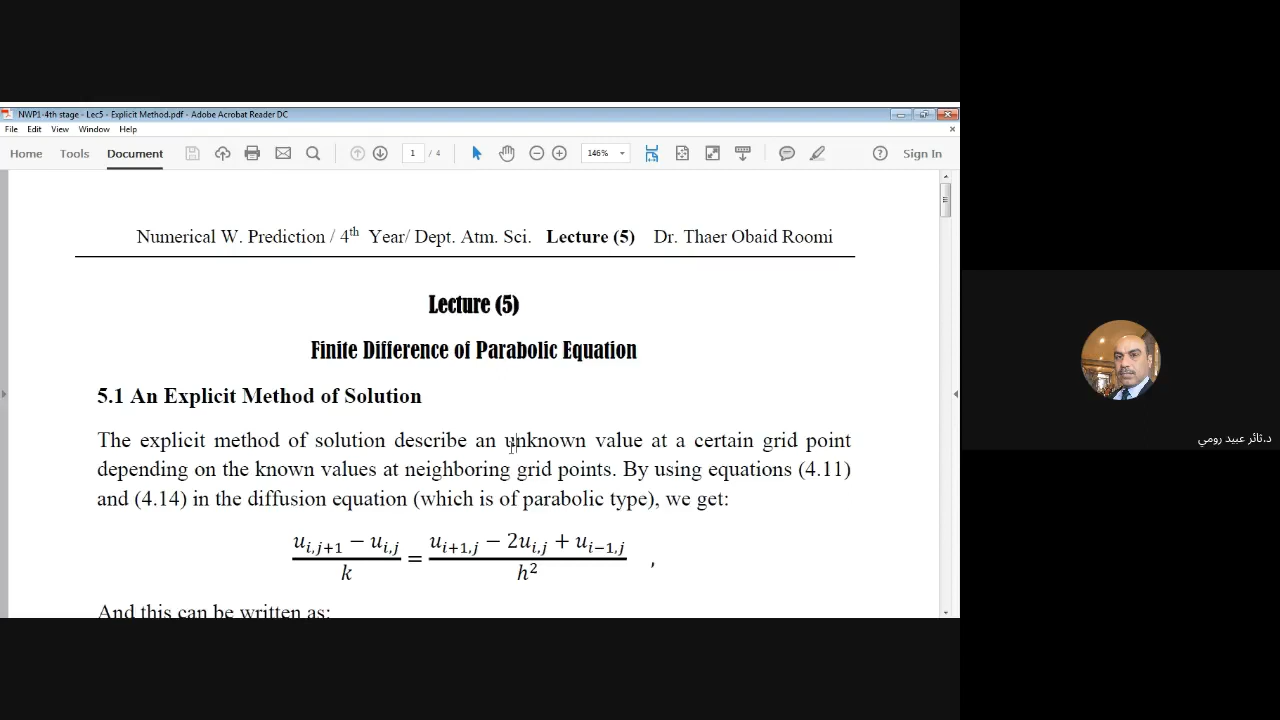 NWP1-4th stage - Lec5 - Explicit Method.pdf - Adobe Acrobat Reader DC
File Edit View Window Help
Home Tools Document 1 / 4 146% Sign In
Numerical W. Prediction / 4th Year/ Dept. Atm. Sci. Lecture (5) Dr. Thaer Obaid Roomi
Lecture (5)
Finite Difference of Parabolic Equation
5.1 An Explicit Method of Solution
The explicit method of solution describe an unknown value at a certain grid point
depending on the known values at neighboring grid points. By using equations (4.11)
and (4.14) in the diffusion equation (which is of parabolic type), we get:
\frac{u_{i,j+1} - u_{i,j}}{k} = \frac{u_{i+1,j} - 2u_{i,j} + u_{i-1,j}}{h^2} ,
And this can be written as:
د.ثائر عبيد رومي